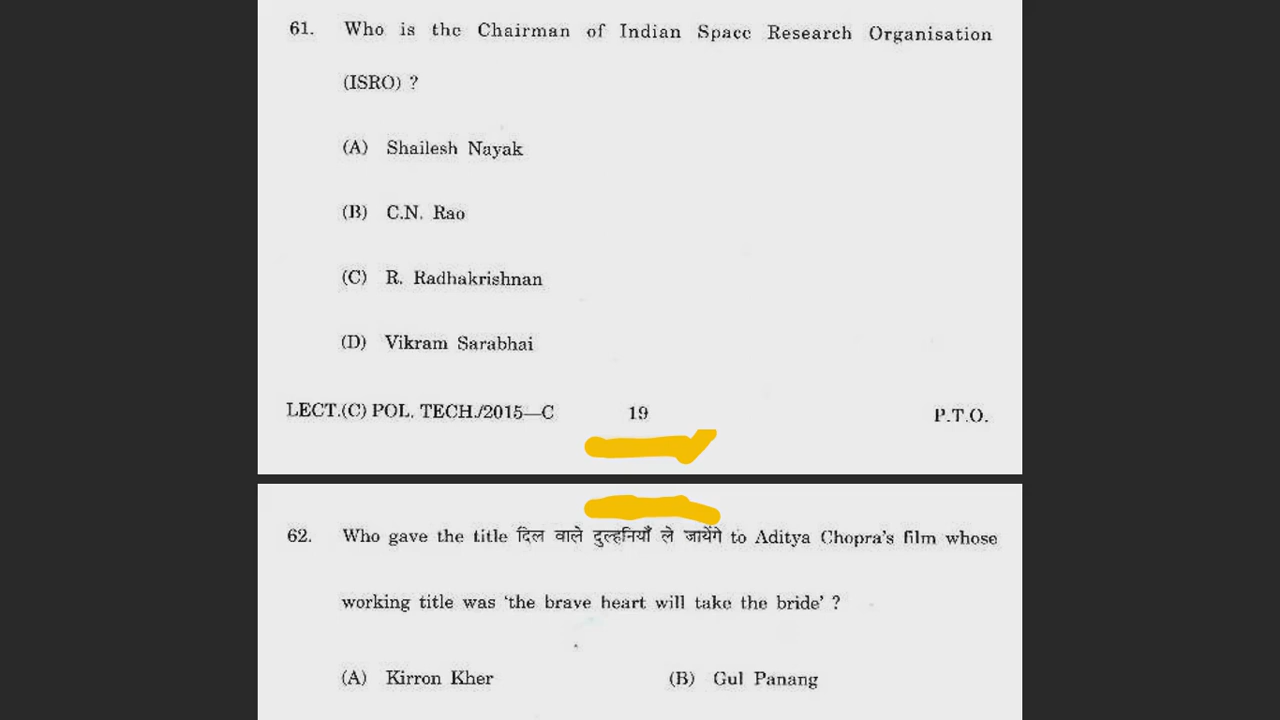 61. Who is the Chairman of Indian Space Research Organisation
(ISRO) ?
(A) Shailesh Nayak
(B) C.N. Rao
(C) R. Radhakrishnan
(D) Vikram Sarabhai
LECT.(C) POL. TECH./2015—C 19 P.T.O.
62. Who gave the title दिल वाले दुल्हनियाँ ले जायेंगे to Aditya Chopra's film whose
working title was 'the brave heart will take the bride' ?
(A) Kirron Kher (B) Gul Panang